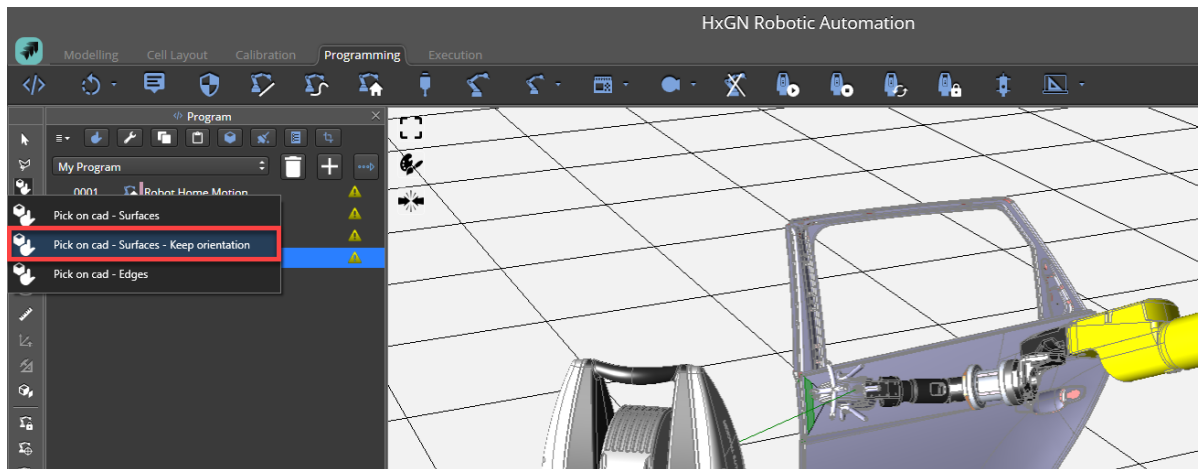 HxGN Robotic Automation
Modelling Cell Layout Calibration Programming Execution
Program
My Program
0001 Robot Home Motion
Pick on cad - Surfaces
Pick on cad - Surfaces - Keep orientation
Pick on cad - Edges